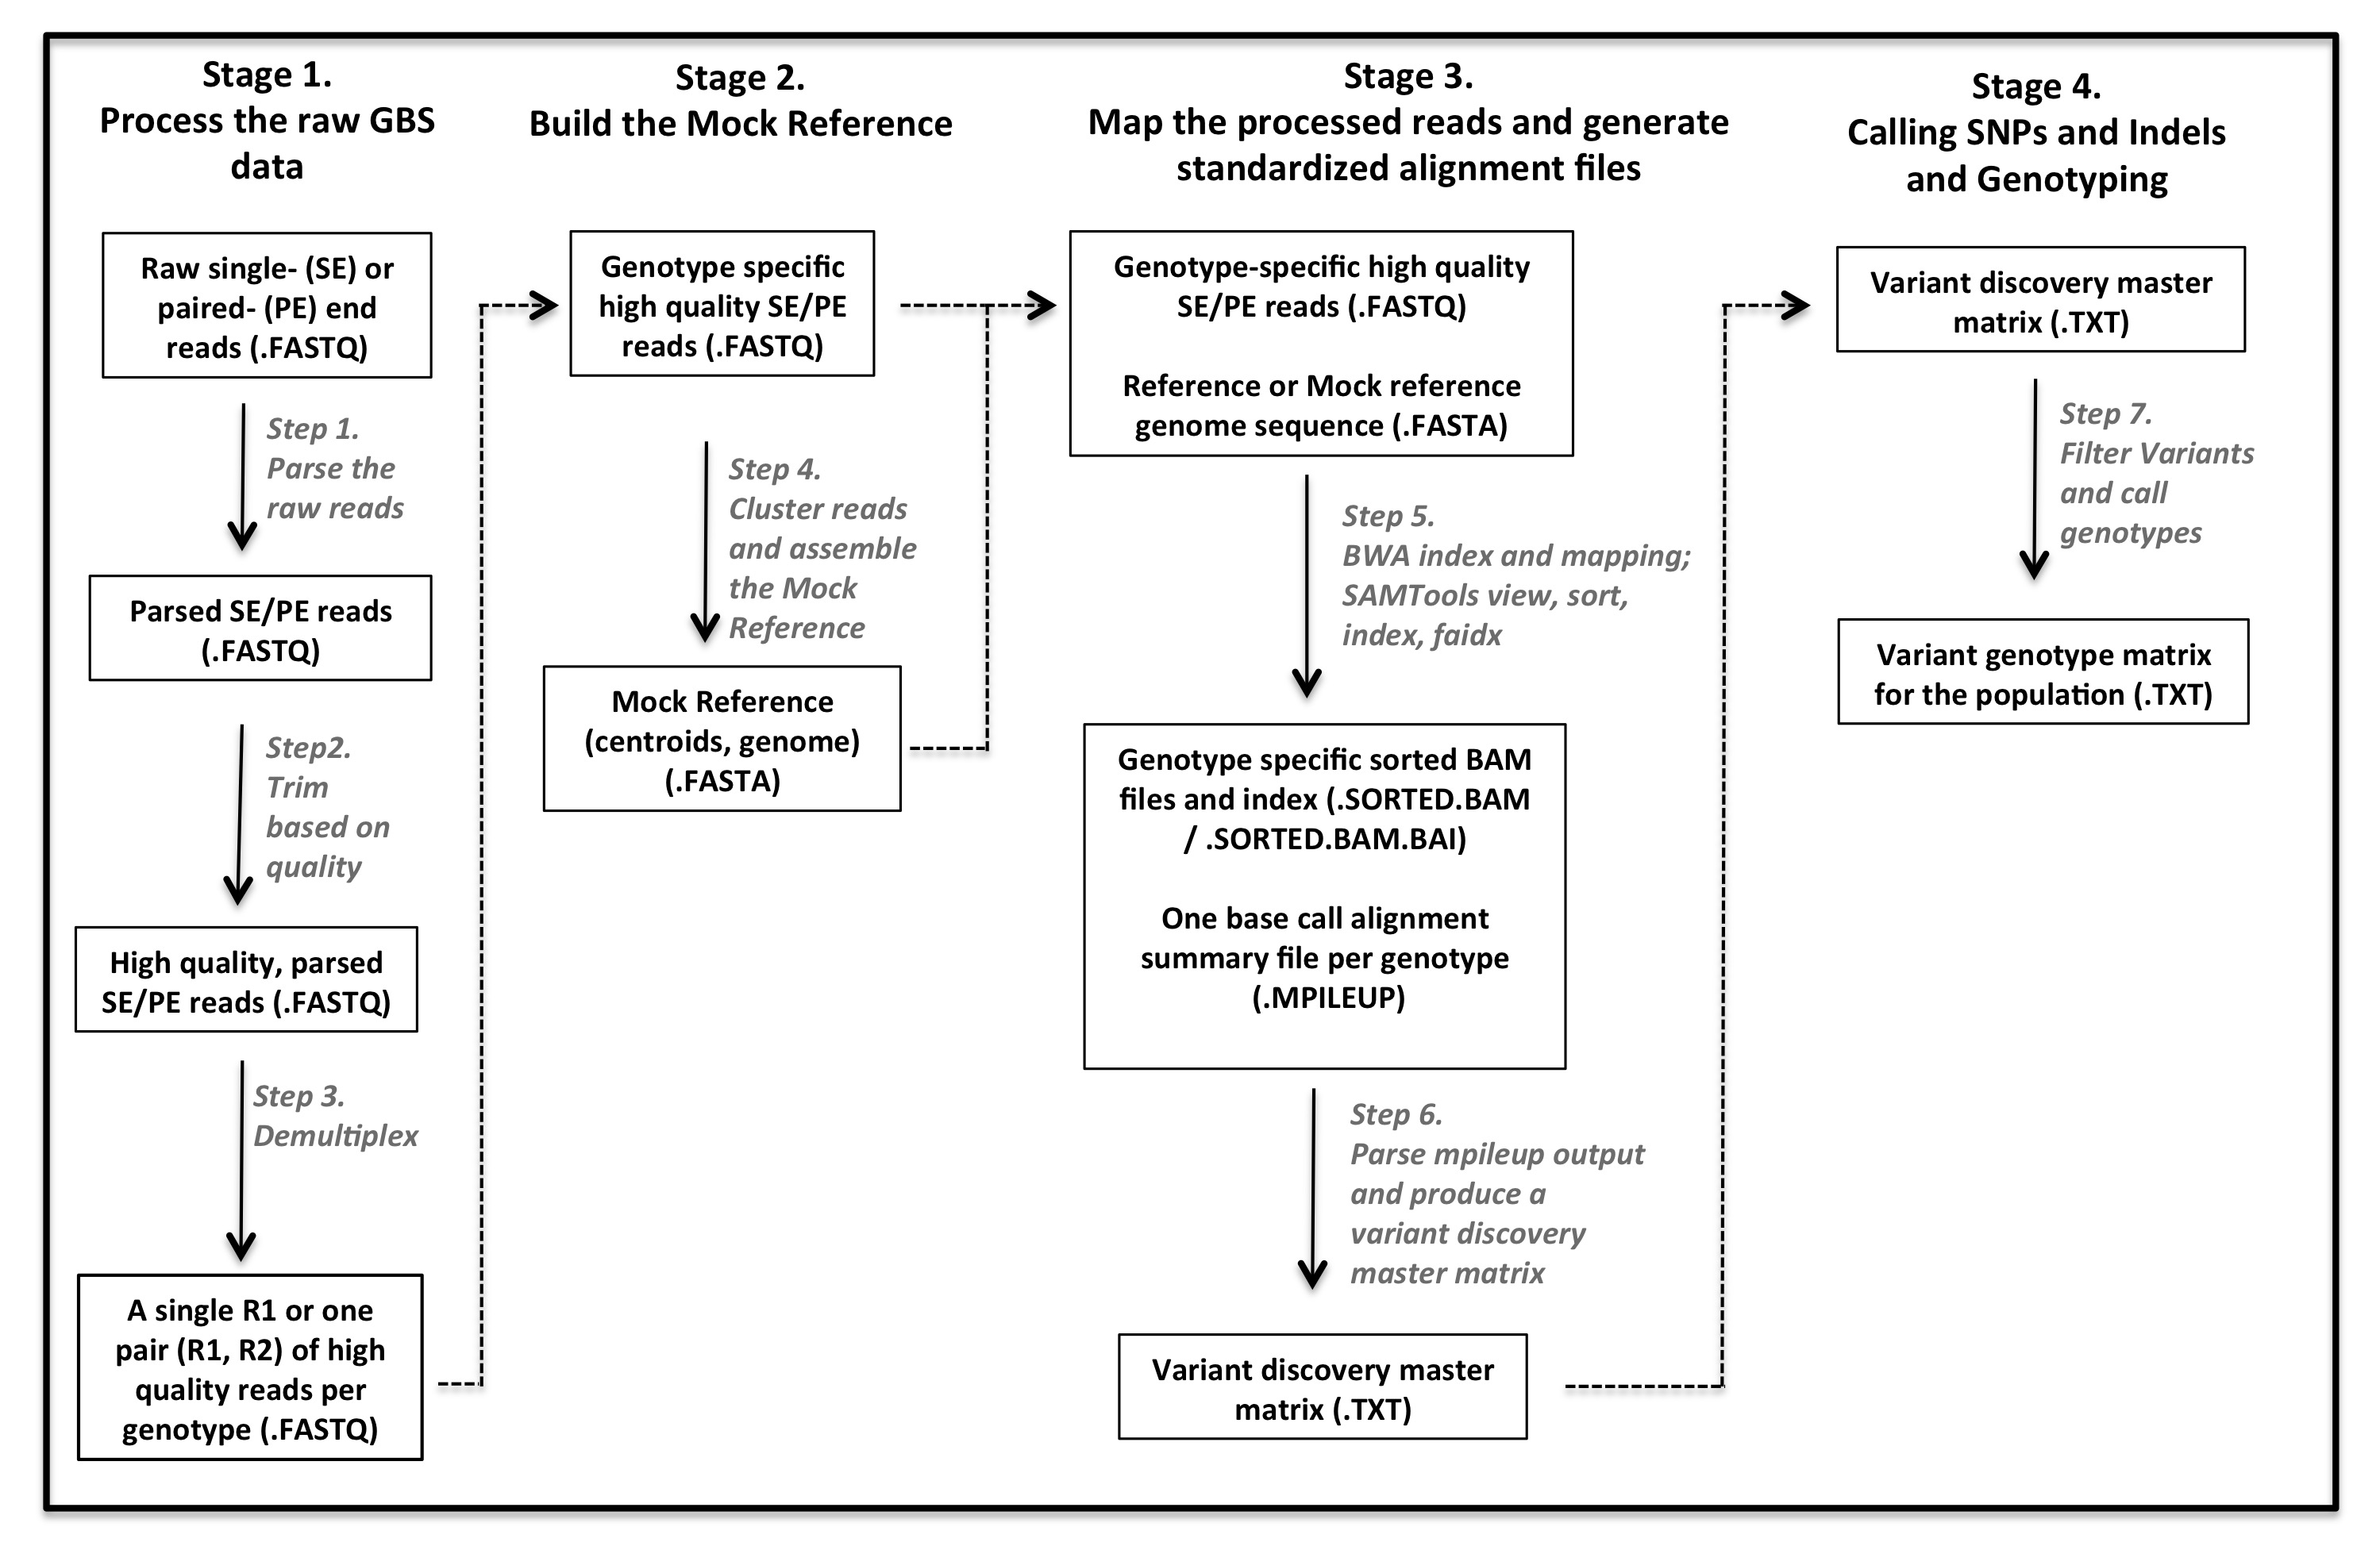 Stage 1.
Process the raw GBS
data
Raw single- (SE) or
paired- (PE) end
reads (.FASTQ)
Step 1.
Parse the
raw reads
Parsed SE/PE reads
(.FASTQ)
Step2.
Trim
based on
quality
High quality, parsed
SE/PE reads (.FASTQ)
Step 3.
Demultiplex
A single R1 or one
pair (R1, R2) of high
quality reads per
genotype (.FASTQ)
Stage 2.
Build the Mock Reference
Genotype specific
high quality SE/PE
reads (.FASTQ)
Step 4.
Cluster reads
and assemble
the Mock
Reference
Mock Reference
(centroids, genome)
(.FASTA)
Stage 3.
Map the processed reads and generate
standardized alignment files
Genotype-specific high quality
SE/PE reads (.FASTQ)
Reference or Mock reference
genome sequence (.FASTA)
Step 5.
BWA index and mapping;
SAMTools view, sort,
index, faidx
Genotype specific sorted BAM
files and index (.SORTED.BAM
/ .SORTED.BAM.BAI)
One base call alignment
summary file per genotype
(.MPILEUP)
Step 6.
Parse mpileup output
and produce a
variant discovery
master matrix
Variant discovery master
matrix (.TXT)
Stage 4.
Calling SNPs and Indels
and Genotyping
Variant discovery master
matrix (.TXT)
Step 7.
Filter Variants
and call
genotypes
Variant genotype matrix
for the population (.TXT)